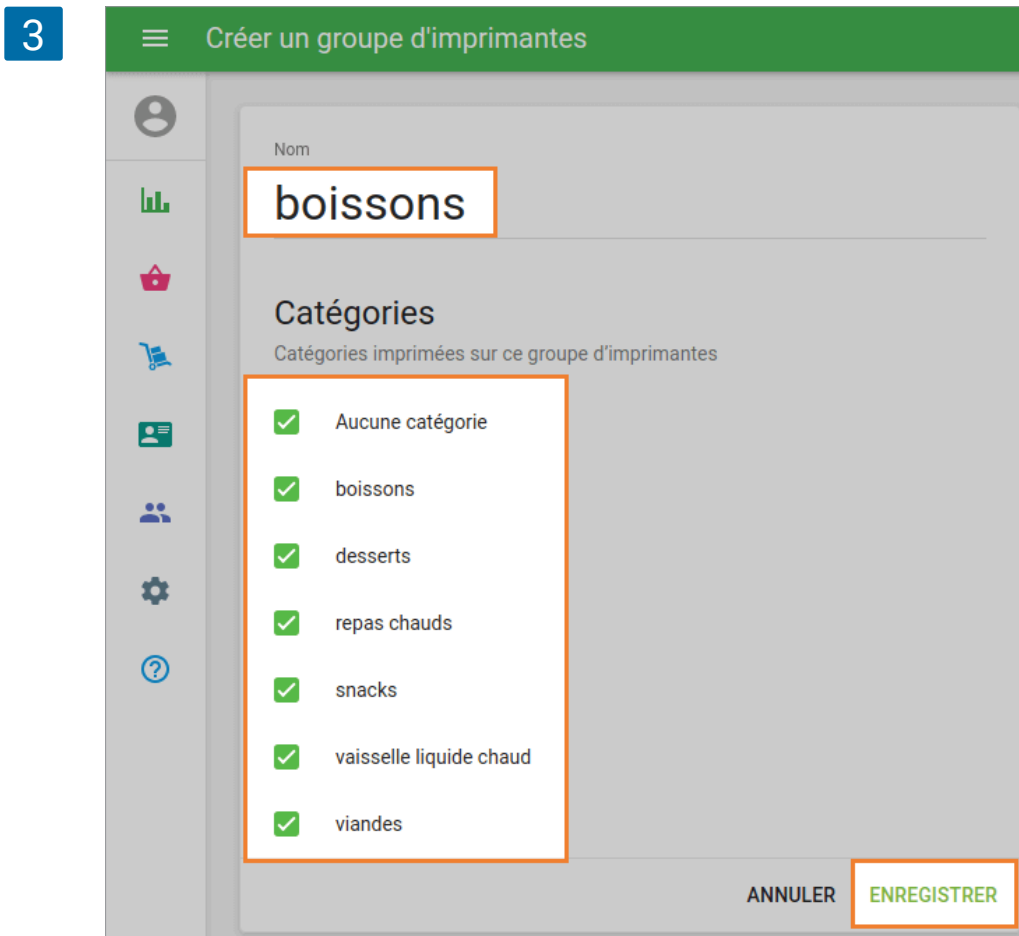 3
Créer un groupe d'imprimantes
Nom
boissons
Catégories
Catégories imprimées sur ce groupe d’imprimantes
Aucune catégorie
boissons
desserts
repas chauds
snacks
vaisselle liquide chaud
viandes
ANNULER ENREGISTRER